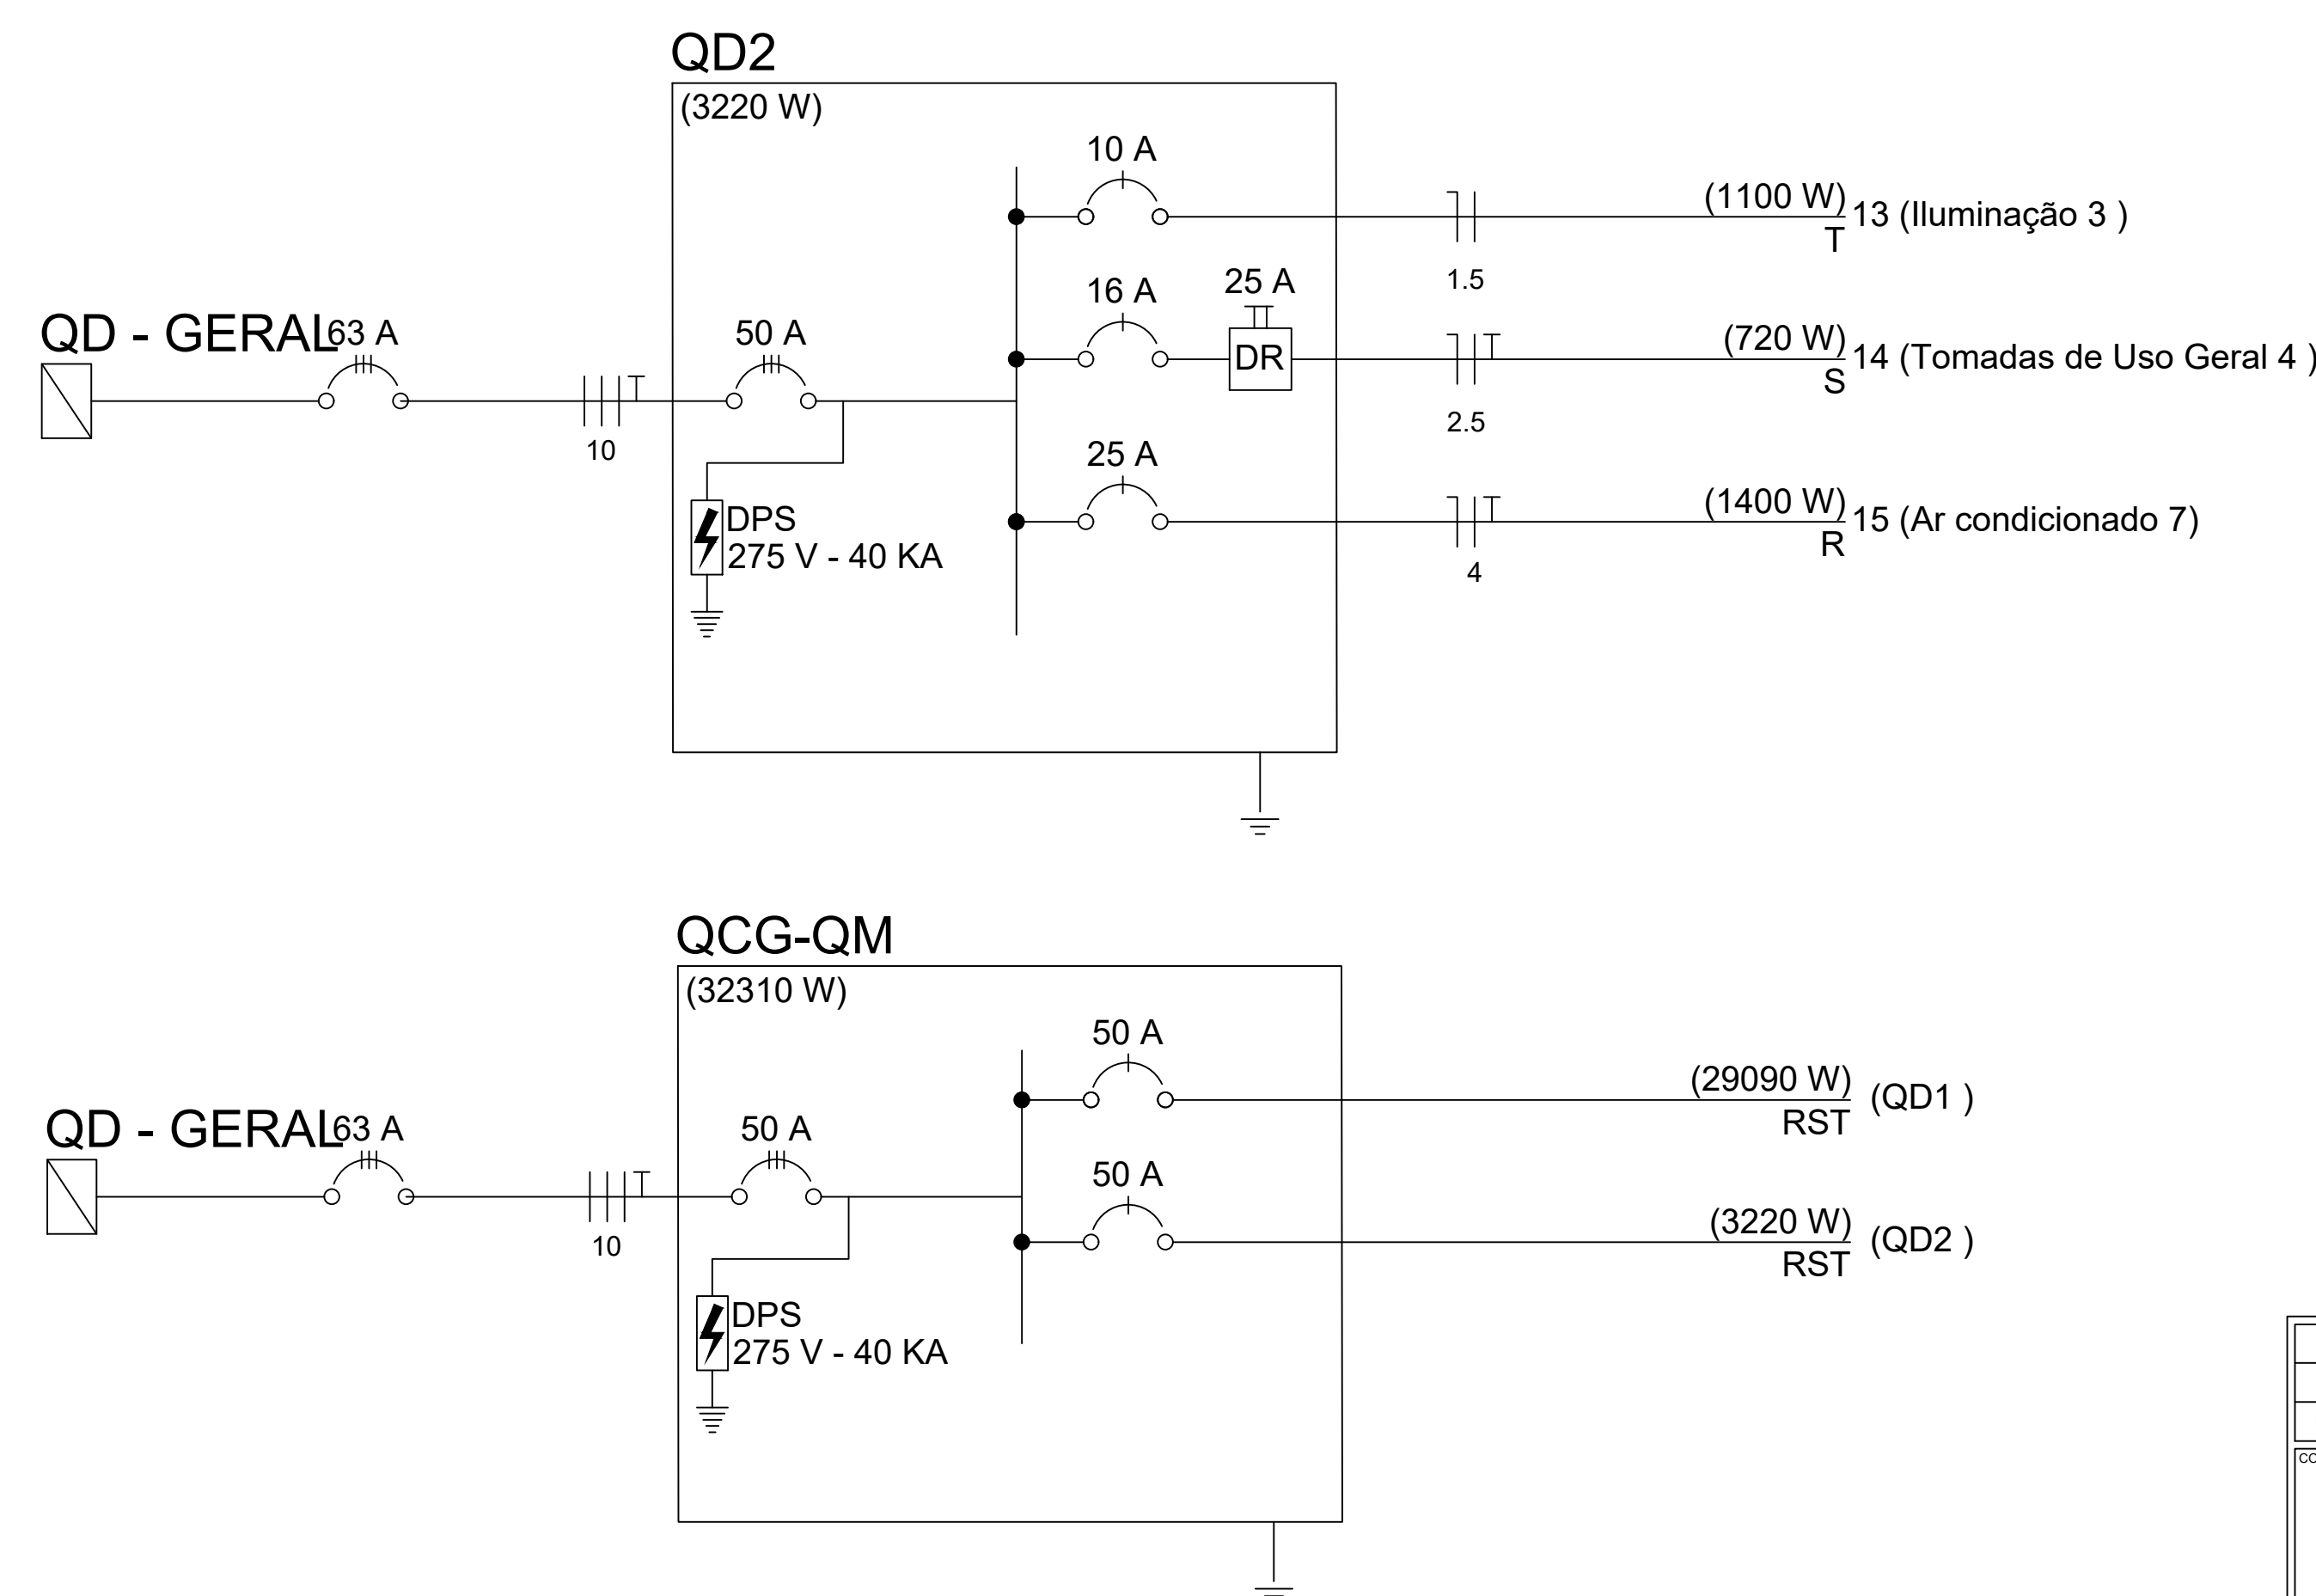 QD2
(3220 W)
10 A
(1100 W)
13 (Iluminação 3 )
T
1.5
16 A
25 A
DR
(720 W)
14 (Tomadas de Uso Geral 4 )
S
2.5
QD - GERAL
63 A
10
50 A
25 A
(1400 W)
15 (Ar condicionado 7)
R
4
DPS
275 V - 40 KA
QCG-QM
(32310 W)
50 A
(29090 W)
(QD1 )
RST
QD - GERAL
63 A
10
50 A
50 A
(3220 W)
(QD2 )
RST
DPS
275 V - 40 KA